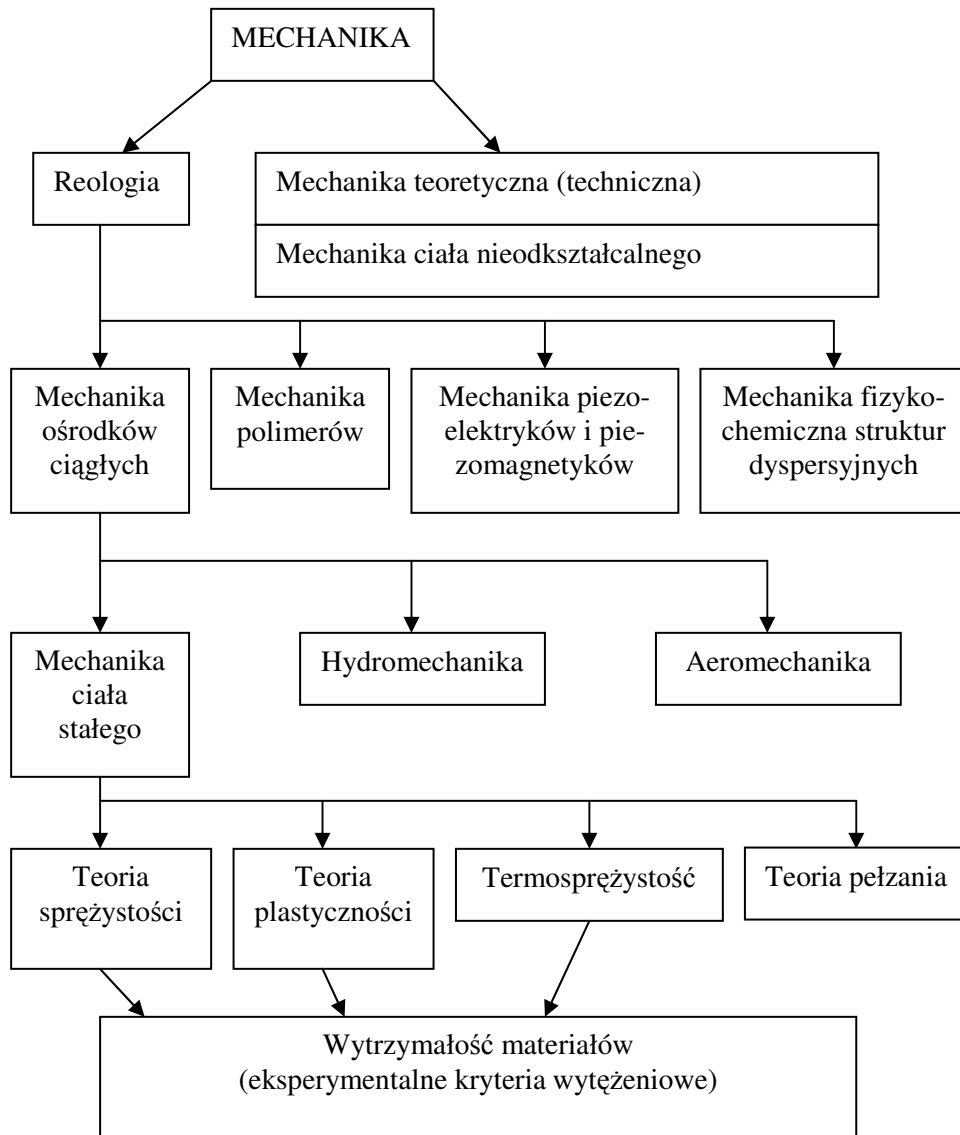 MECHANIKA
Reologia
Mechanika teoretyczna (techniczna)
Mechanika ciała nieodkształcalnego
Mechanika
ośrodków
ciągłych
Mechanika
polimerów
Mechanika piezo-
elektryków i pie-
zomagnetyków
Mechanika fizyko-
chemiczna struktur
dyspersyjnych
Mechanika
ciała
stałego
Hydromechanika
Aeromechanika
Teoria
sprężystości
Teoria
plastyczności
Termosprężystość
Teoria pełzania
Wytrzymałość materiałów
(eksperymentalne kryteria wytężeniowe)